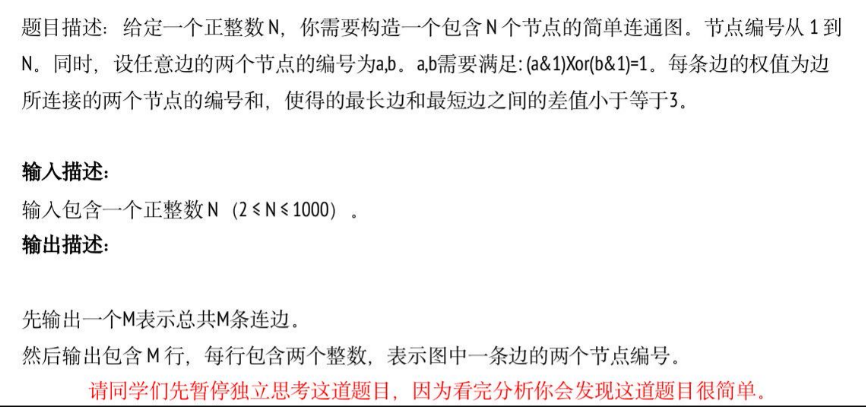 题目描述：给定一个正整数 N，你需要构造一个包含 N 个节点的简单连通图。节点编号从 1 到
N。同时，设任意边的两个节点的编号为a,b。a,b需要满足: (a&1)Xor(b&1)=1。每条边的权值为边
所连接的两个节点的编号和，使得的最长边和最短边之间的差值小于等于3。
输入描述：
输入包含一个正整数 N（2 ≤ N ≤ 1000）。
输出描述：
先输出一个M表示总共M条连边。
然后输出包含 M 行，每行包含两个整数，表示图中一条边的两个节点编号。
请同学们先暂停独立思考这道题目，因为看完分析你会发现这道题目很简单。